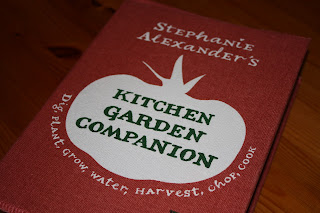 Stephanie
Alexander's
KITCHEN
GARDEN
COMPANION
Dig, PLANT, GROW, WATER, HARVEST, CHOP, COOK